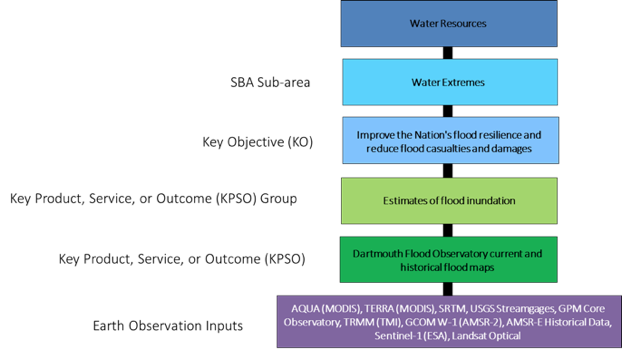 Water Resources
SBA Sub-area
Water Extremes
Key Objective (KO)
Improve the Nation's flood resilience and
reduce flood casualties and damages
Key Product, Service, or Outcome (KPSO) Group
Estimates of flood inundation
Key Product, Service, or Outcome (KPSO)
Dartmouth Flood Observatory current and
historical flood maps
Earth Observation Inputs
AQUA (MODIS), TERRA (MODIS), SRTM, USGS Streamgages, GPM Core
Observatory, TRMM (TMI), GCOM W-1 (AMSR-2), AMSR-E Historical Data,
Sentinel-1 (ESA), Landsat Optical